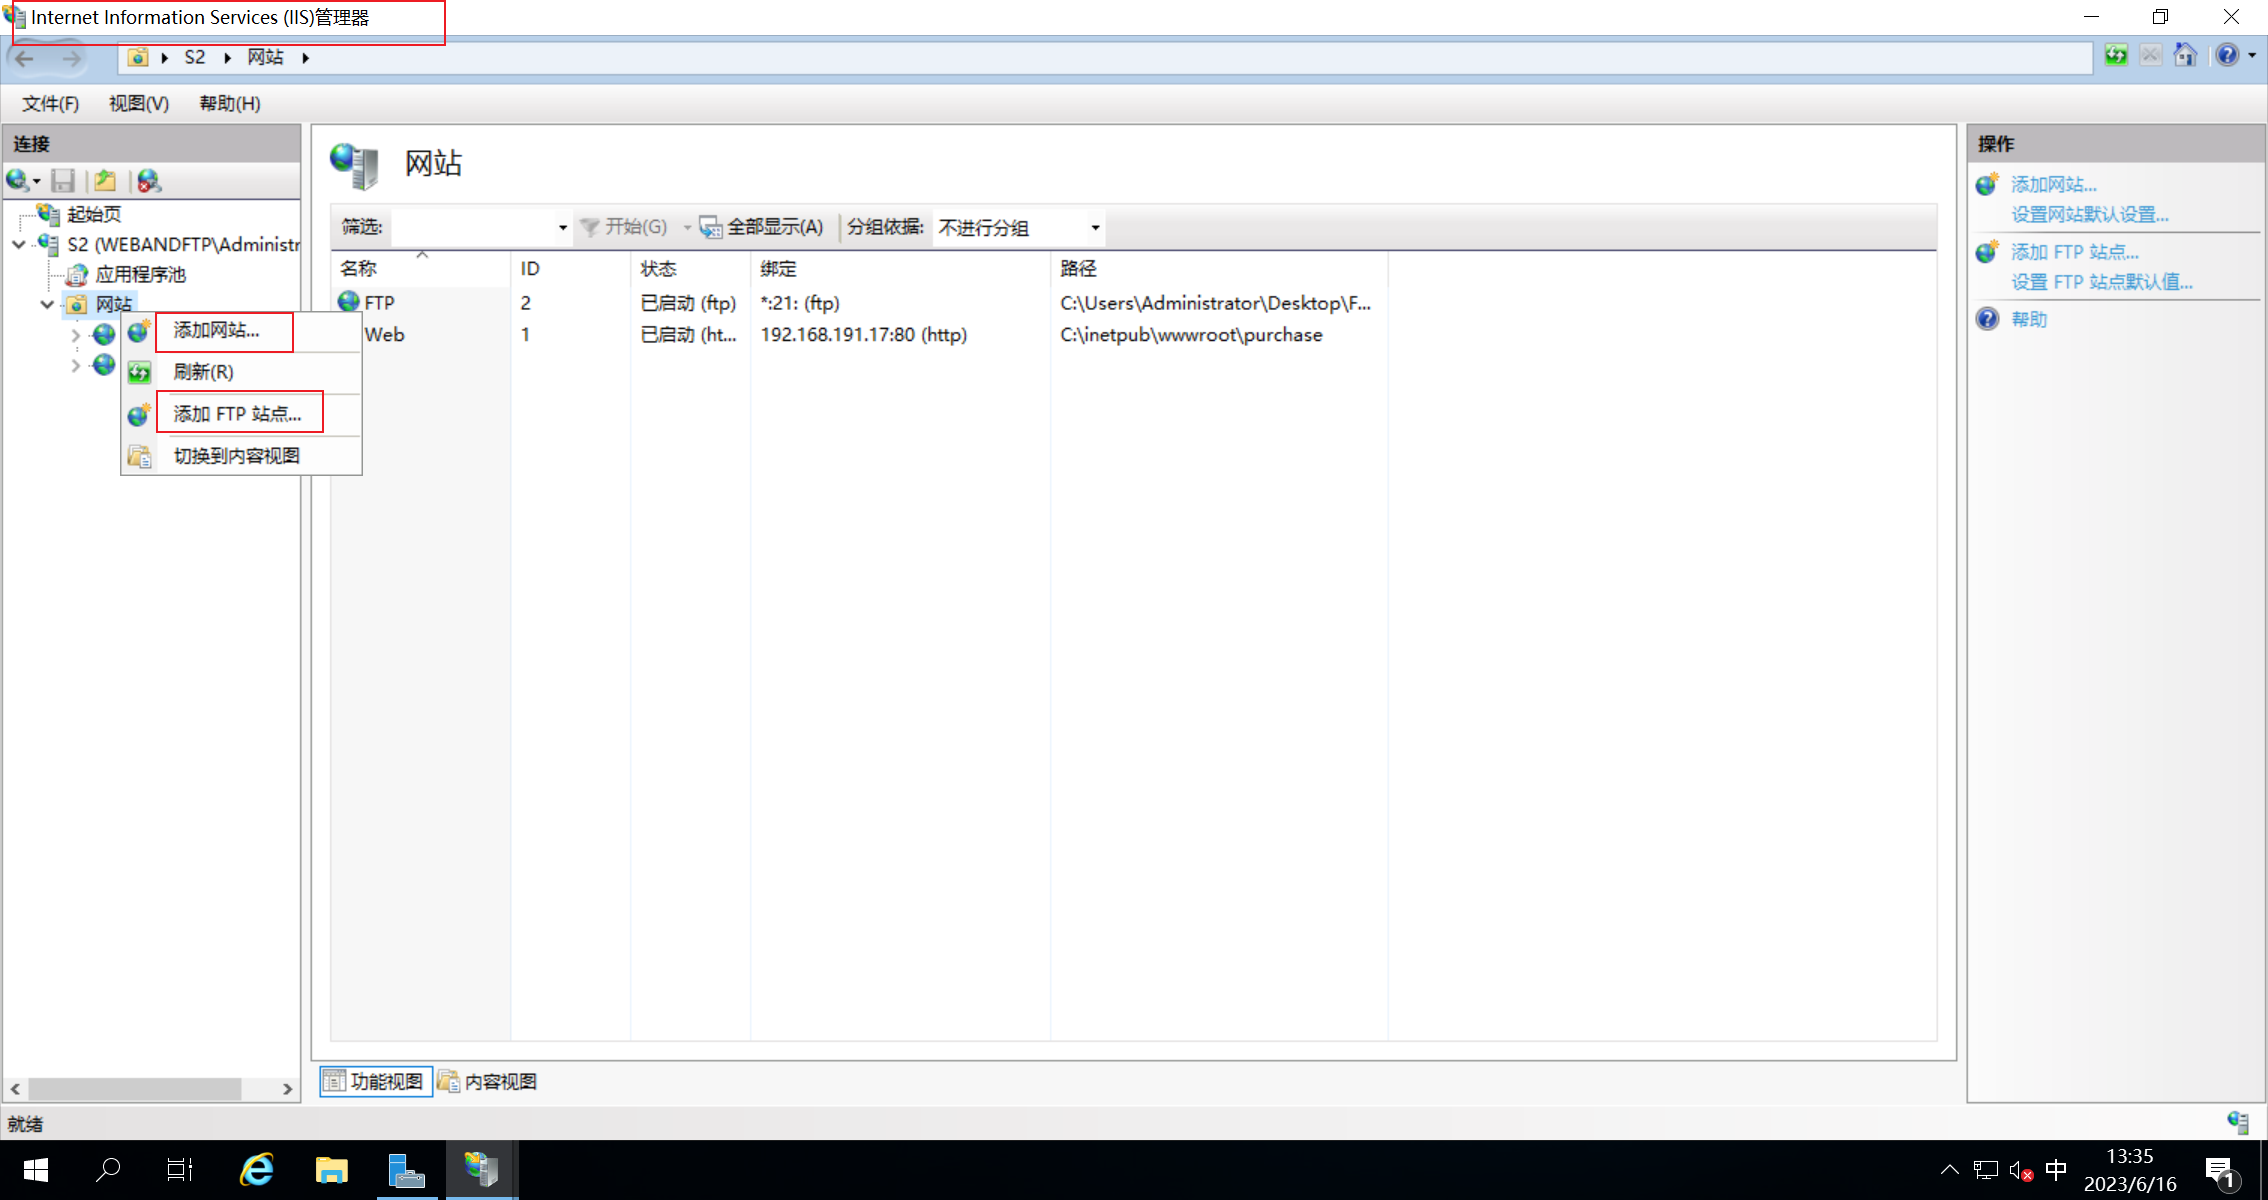 Internet Information Services (IIS)管理器
S2
网站
文件(F)
视图(V)
帮助(H)
连接
起始页
S2 (WEBANDFTP\Administr
应用程序池
网站
添加网站...
刷新(R)
添加 FTP 站点...
切换到内容视图
网站
筛选:
开始(G)
全部显示(A)
分组依据:
不进行分组
名称
ID
状态
绑定
路径
FTP
2
已启动 (ftp)
*:21: (ftp)
C:\Users\Administrator\Desktop\F...
Web
1
已启动 (ht...
192.168.191.17:80 (http)
C:\inetpub\wwwroot\purchase
功能视图
内容视图
操作
添加网站...
设置网站默认设置...
添加 FTP 站点...
设置 FTP 站点默认值...
帮助
就绪
中
13:35
2023/6/16
1